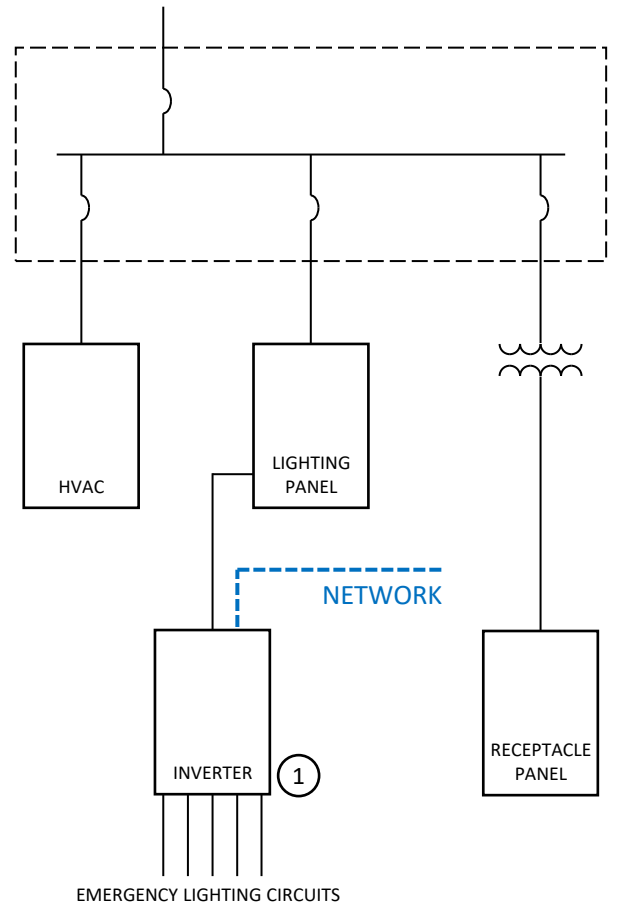 HVAC
LIGHTING
PANEL
NETWORK
INVERTER
1
RECEPTACLE
PANEL
EMERGENCY LIGHTING CIRCUITS